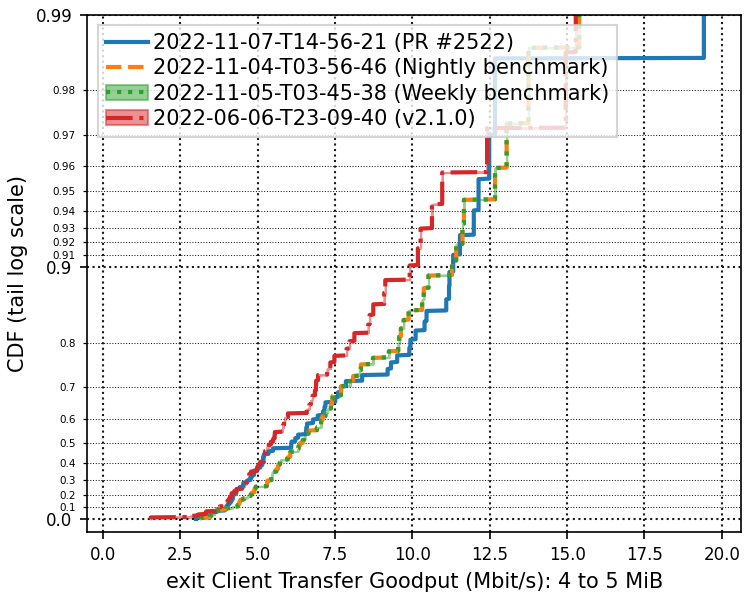 2022-11-07-T14-56-21 (PR #2522)
2022-11-04-T03-56-46 (Nightly benchmark)
2022-11-05-T03-45-38 (Weekly benchmark)
2022-06-06-T23-09-40 (v2.1.0)
CDF (tail log scale)
0.99
0.98
0.97
0.96
0.95
0.94
0.93
0.92
0.91
0.9
0.8
0.7
0.6
0.5
0.4
0.3
0.2
0.1
0.0
0.0 2.5 5.0 7.5 10.0 12.5 15.0 17.5 20.0
exit Client Transfer Goodput (Mbit/s): 4 to 5 MiB